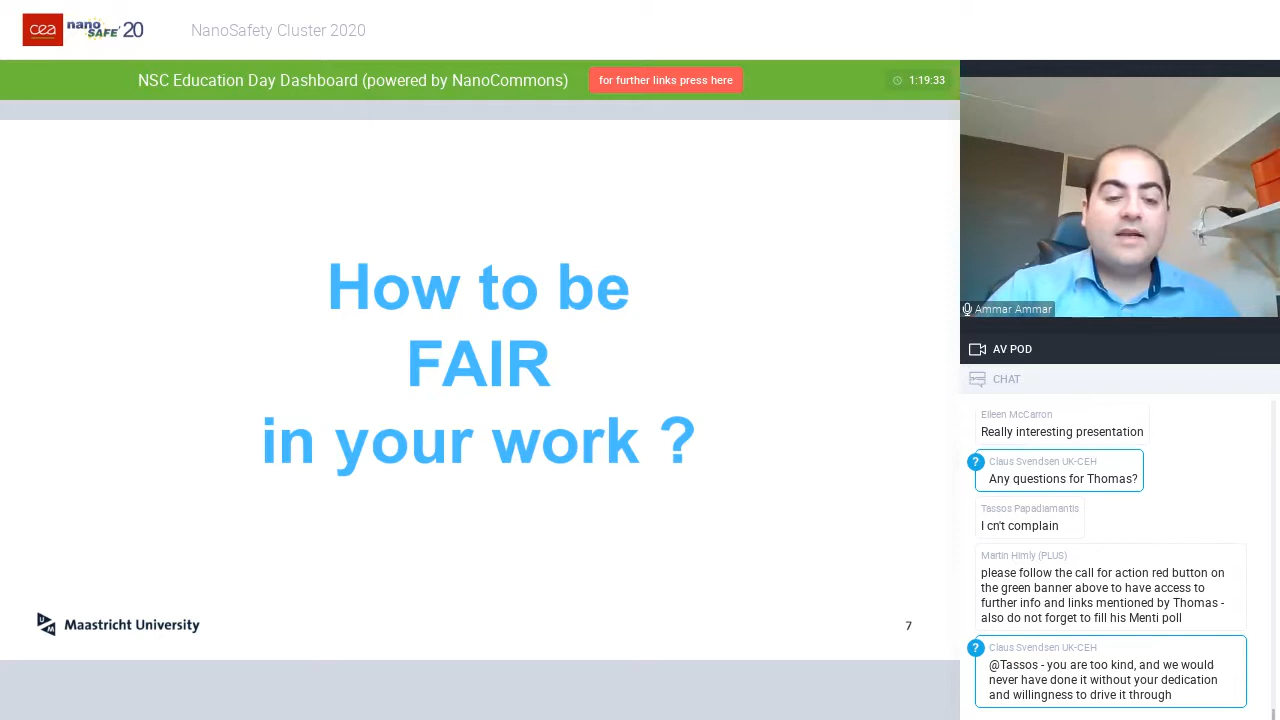 cea nano SAFE' 20
NanoSafety Cluster 2020
NSC Education Day Dashboard (powered by NanoCommons)
for further links press here
1:19:33
How to be
FAIR
in your work ?
UM Maastricht University
7
Ammar Ammar
AV POD
CHAT
Eileen McCarron
Really interesting presentation
?
Claus Svendsen UK-CEH
Any questions for Thomas?
Tassos Papadiamantis
I cn't complain
Martin Himly (PLUS)
please follow the call for action red button on
the green banner above to have access to
further info and links mentioned by Thomas -
also do not forget to fill his Menti poll
?
Claus Svendsen UK-CEH
@Tassos - you are too kind, and we would
never have done it without your dedication
and willingness to drive it through